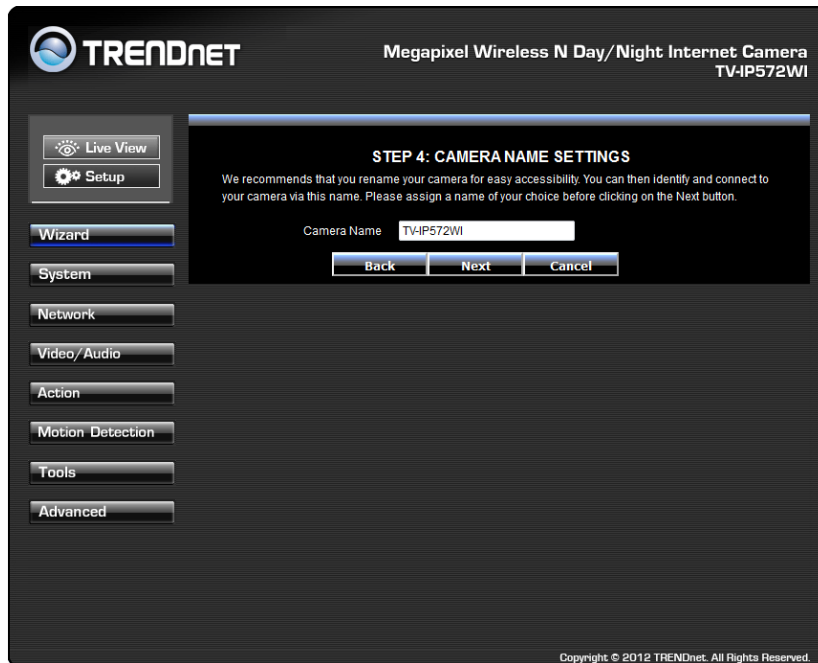 TRENDNET
Megapixel Wireless N Day/Night Internet Camera
TV-IP572WI
Live View
Setup
Wizard
System
Network
Video/Audio
Action
Motion Detection
Tools
Advanced
STEP 4: CAMERA NAME SETTINGS
We recommends that you rename your camera for easy accessibility. You can then identify and connect to
your camera via this name. Please assign a name of your choice before clicking on the Next button.
Camera Name TV-IP572WI
Back Next Cancel
Copyright © 2012 TRENDnet. All Rights Reserved.